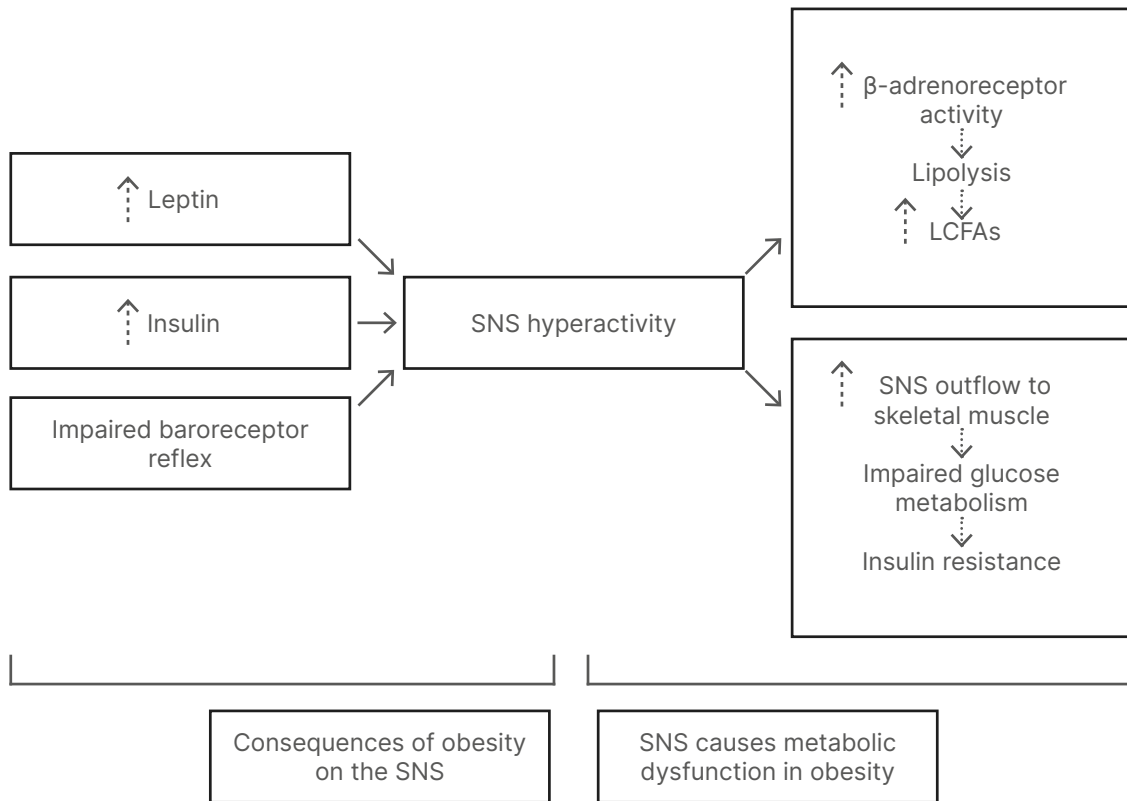 Leptin
Insulin
Impaired baroreceptor
reflex
SNS hyperactivity
β-adrenoreceptor
activity
Lipolysis
LCFAs
SNS outflow to
skeletal muscle
Impaired glucose
metabolism
Insulin resistance
Consequences of obesity
on the SNS
SNS causes metabolic
dysfunction in obesity